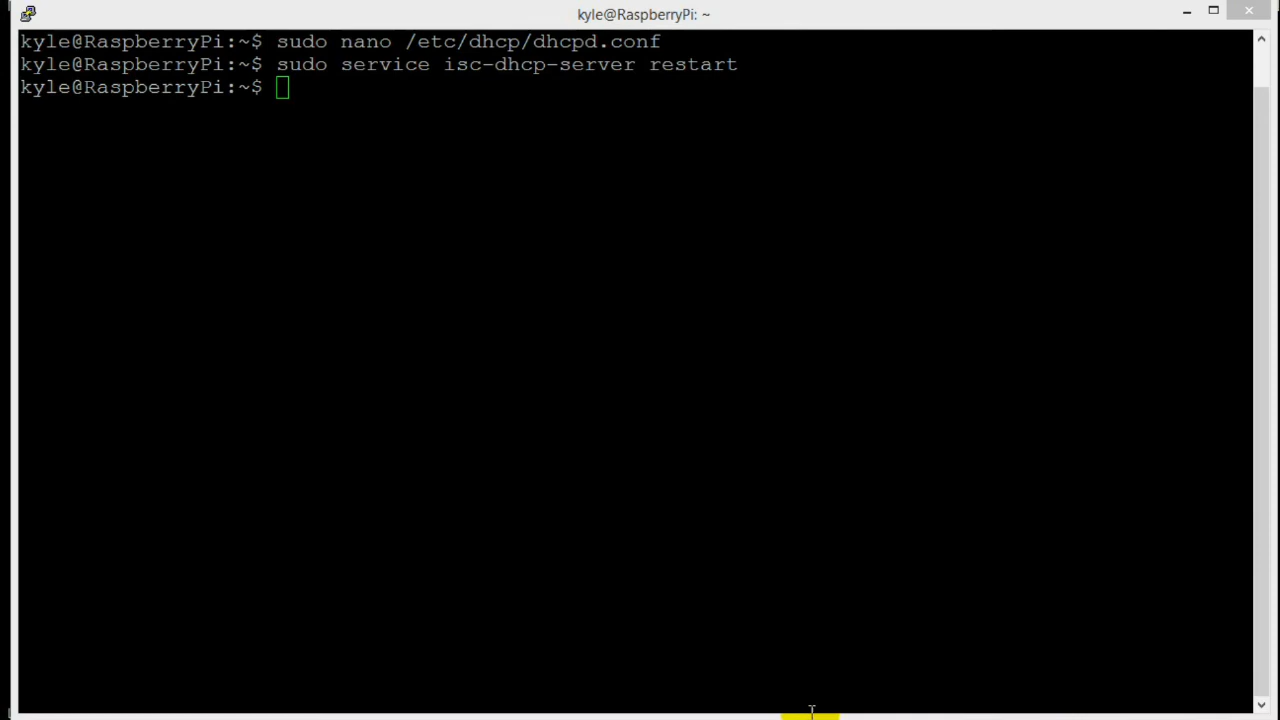 kyle@RaspberryPi: ~
kyle@RaspberryPi:~$ sudo nano /etc/dhcp/dhcpd.conf
kyle@RaspberryPi:~$ sudo service isc-dhcp-server restart
kyle@RaspberryPi:~$